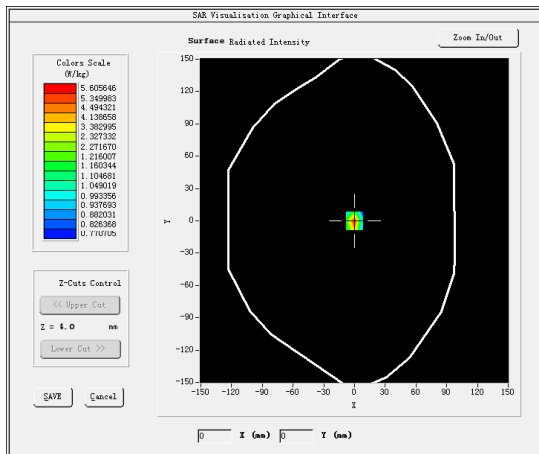 SAR Visualisation Graphical Interface
Surface Radiated Intensity
Zoom In/Out
Colors Scale
(W/kg)
5.605646
5.349983
4.494321
4.138658
3.382995
2.327332
2.271670
1.216007
1.160344
1.104681
1.049019
0.993356
0.937693
0.882031
0.826368
0.770705
Z-Cuts Control
<< Upper Cut
Z = 4.0 mm
Lower Cut >>
SAVE
Cancel
150
120
90
60
30
0
-30
-60
-90
-120
-150
Y
-150 -120 -90 -60 -30 0 30 60 90 120 150
X
0 X (mm) 0 Y (mm)